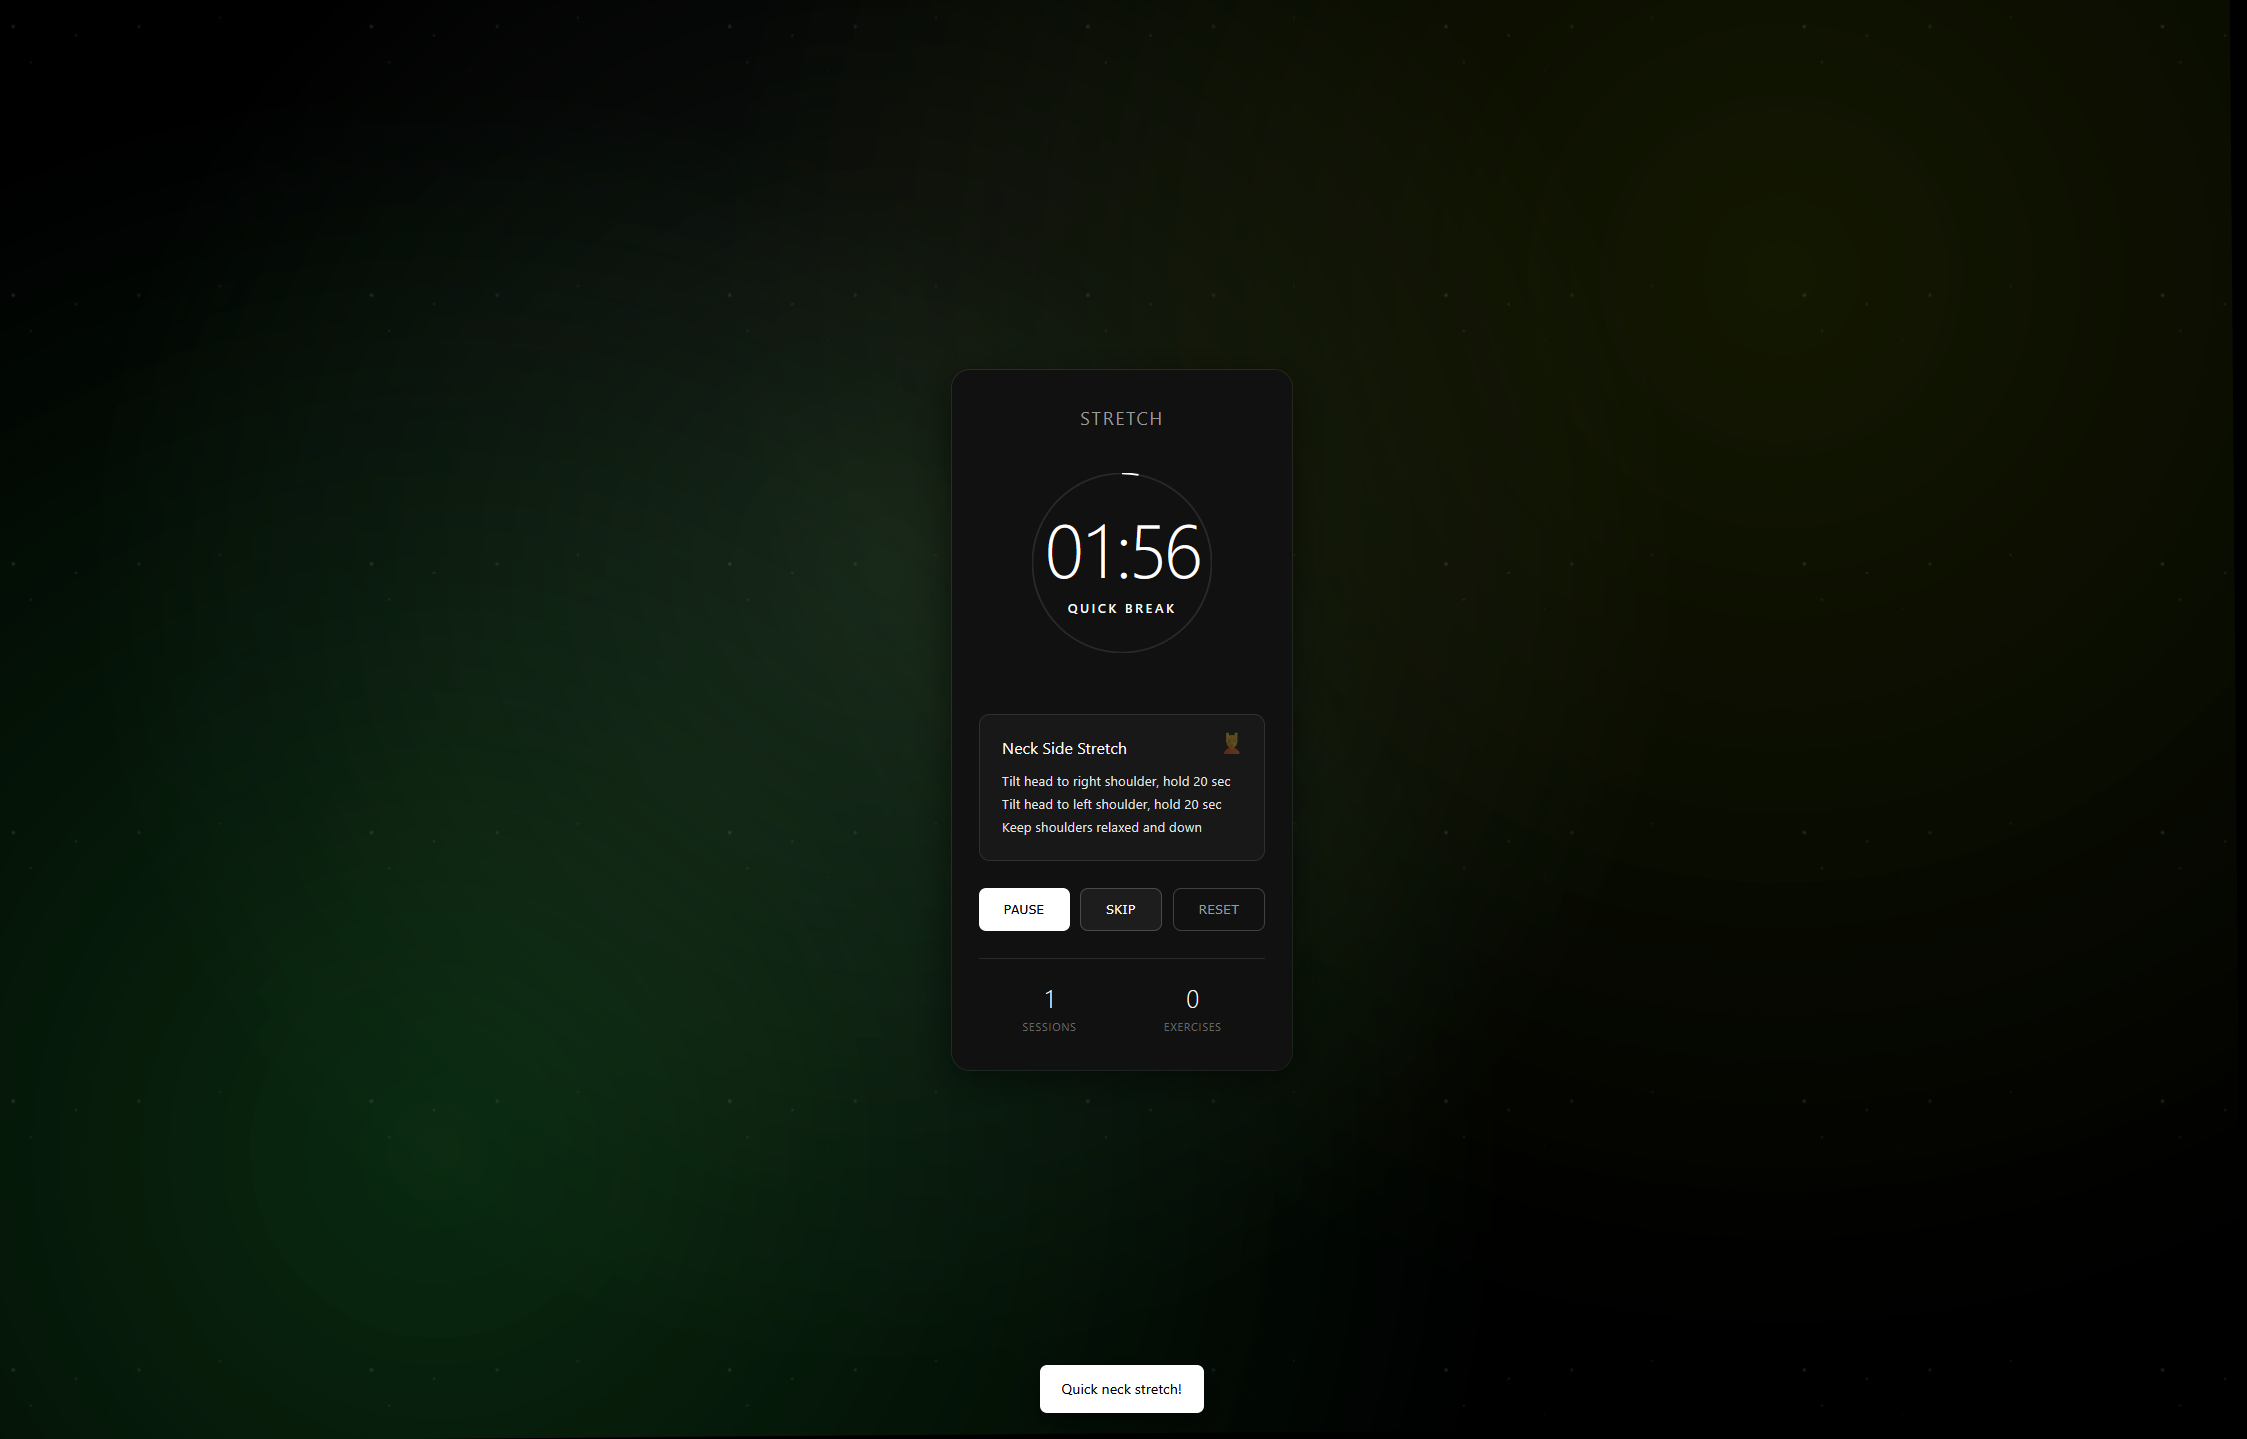 STRETCH
01:56
QUICK BREAK
Neck Side Stretch
Tilt head to right shoulder, hold 20 sec
Tilt head to left shoulder, hold 20 sec
Keep shoulders relaxed and down
PAUSE
SKIP
RESET
1
SESSIONS
0
EXERCISES
Quick neck stretch!